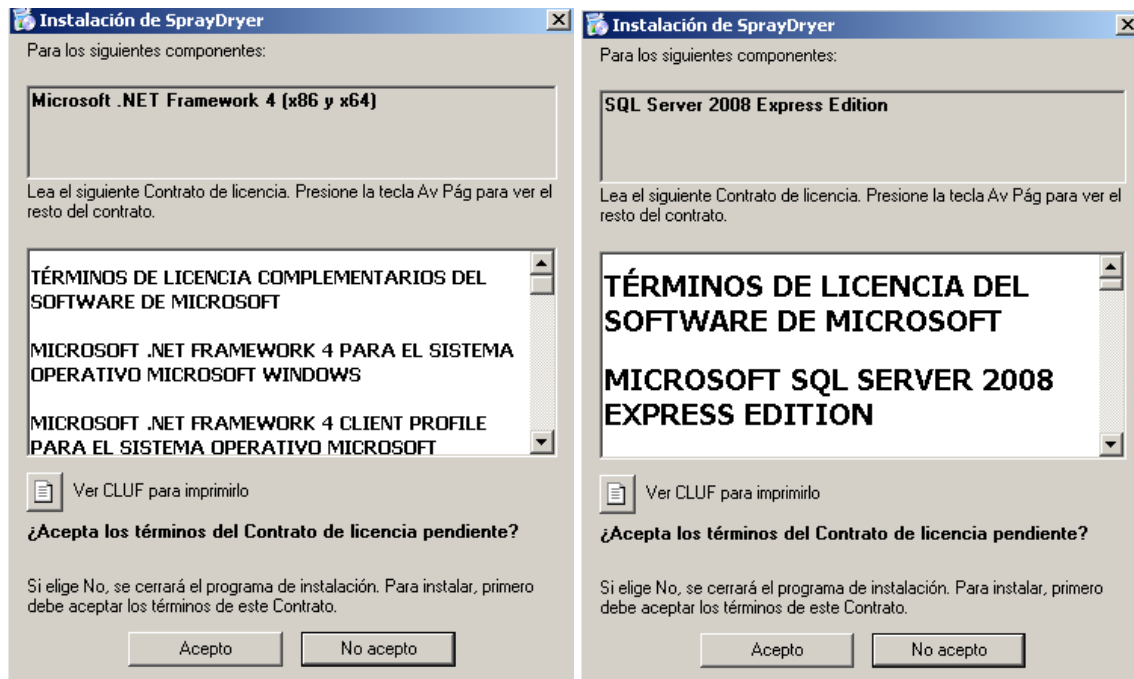 Instalación de SprayDryer
Para los siguientes componentes:
Microsoft .NET Framework 4 (x86 y x64)
Lea el siguiente Contrato de licencia. Presione la tecla Av Pág para ver el
resto del contrato.
TÉRMINOS DE LICENCIA COMPLEMENTARIOS DEL
SOFTWARE DE MICROSOFT
MICROSOFT .NET FRAMEWORK 4 PARA EL SISTEMA
OPERATIVO MICROSOFT WINDOWS
MICROSOFT .NET FRAMEWORK 4 CLIENT PROFILE
PARA EL SISTEMA OPERATIVO MICROSOFT
Ver CLUF para imprimirlo
¿Acepta los términos del Contrato de licencia pendiente?
Si elige No, se cerrará el programa de instalación. Para instalar, primero
debe aceptar los términos de este Contrato.
Acepto
No acepto
Instalación de SprayDryer
Para los siguientes componentes:
SQL Server 2008 Express Edition
Lea el siguiente Contrato de licencia. Presione la tecla Av Pág para ver el
resto del contrato.
TÉRMINOS DE LICENCIA DEL
SOFTWARE DE MICROSOFT
MICROSOFT SQL SERVER 2008
EXPRESS EDITION
Ver CLUF para imprimirlo
¿Acepta los términos del Contrato de licencia pendiente?
Si elige No, se cerrará el programa de instalación. Para instalar, primero
debe aceptar los términos de este Contrato.
Acepto
No acepto